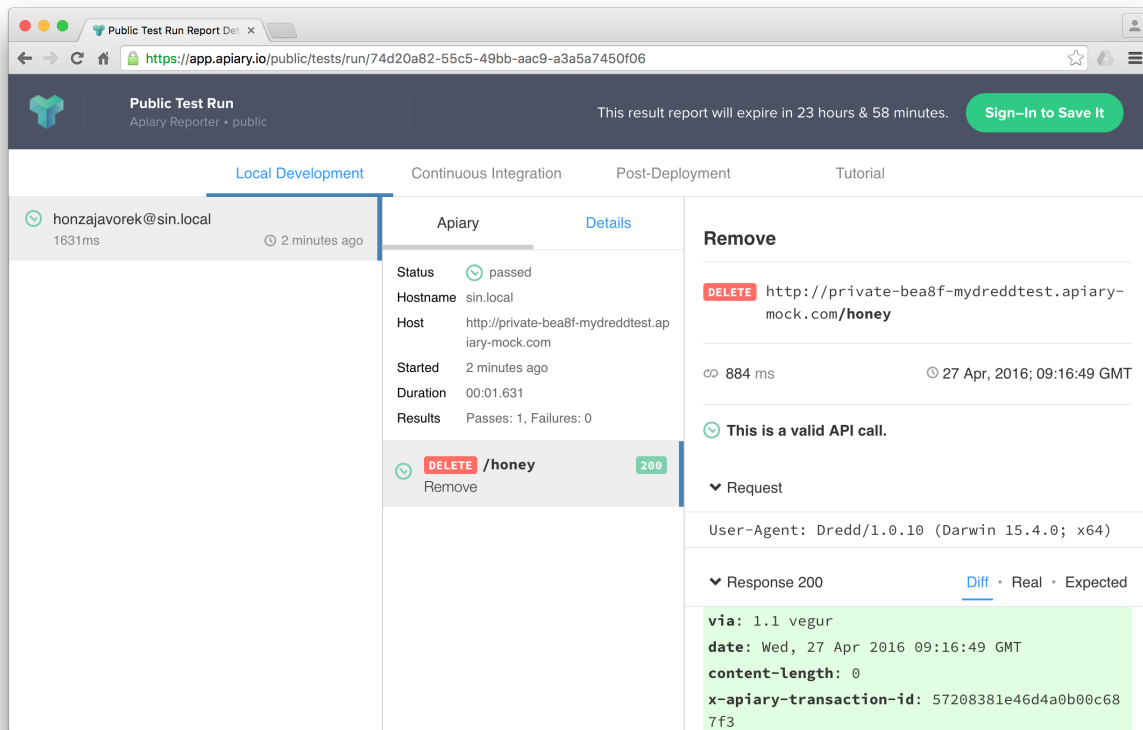 Public Test Run Report Det
https://app.apiary.io/public/tests/run/74d20a82-55c5-49bb-aac9-a3a5a7450f06
Public Test Run
Apiary Reporter • public
This result report will expire in 23 hours & 58 minutes.
Sign–In to Save It
Local Development
Continuous Integration
Post-Deployment
Tutorial
honzajavorek@sin.local
1631ms
2 minutes ago
Apiary
Details
Status passed
Hostname sin.local
Host http://private-bea8f-mydreddtest.ap
iary-mock.com
Started 2 minutes ago
Duration 00:01.631
Results Passes: 1, Failures: 0
DELETE /honey 200
Remove
Remove
DELETE http://private-bea8f-mydreddtest.apiary-
mock.com/honey
884 ms
27 Apr, 2016; 09:16:49 GMT
This is a valid API call.
Request
User-Agent: Dredd/1.0.10 (Darwin 15.4.0; x64)
Response 200
Diff • Real • Expected
via: 1.1 vegur
date: Wed, 27 Apr 2016 09:16:49 GMT
content-length: 0
x-apiary-transaction-id: 57208381e46d4a0b00c68
7f3